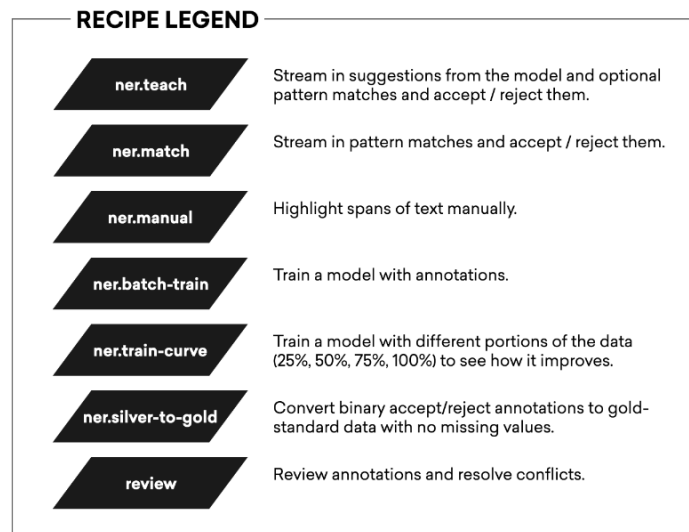 RECIPE LEGEND
ner.teach
Stream in suggestions from the model and optional
pattern matches and accept / reject them.
ner.match
Stream in pattern matches and accept / reject them.
ner.manual
Highlight spans of text manually.
ner.batch-train
Train a model with annotations.
ner.train-curve
Train a model with different portions of the data
(25%, 50%, 75%, 100%) to see how it improves.
ner.silver-to-gold
Convert binary accept/reject annotations to gold-
standard data with no missing values.
review
Review annotations and resolve conflicts.